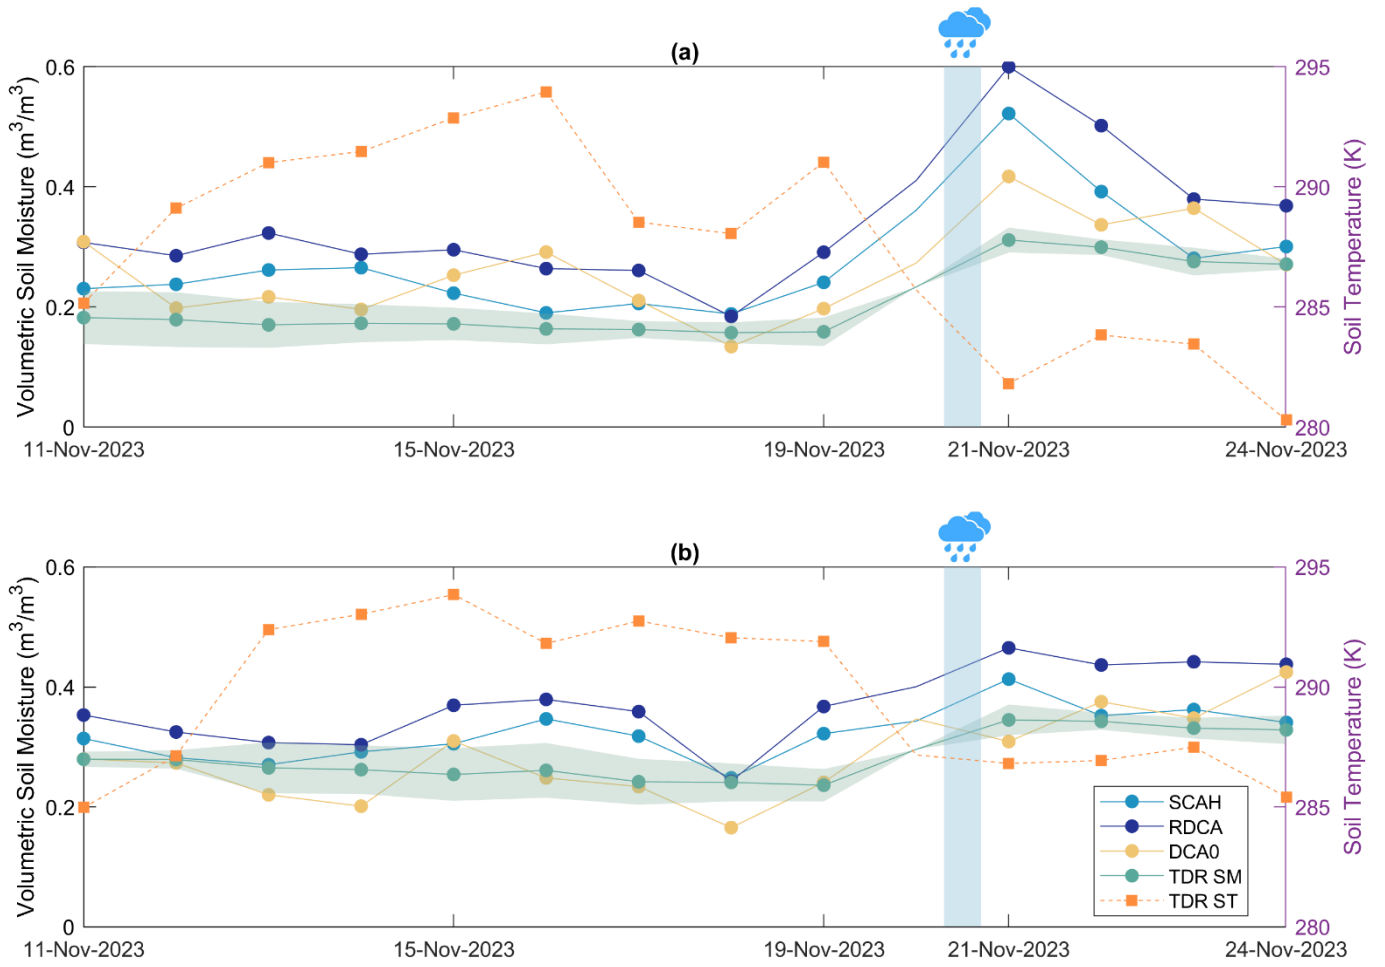 (a)
Volumetric Soil Moisture (m³/m³)
0.6
0.4
0.2
0
295
290
285
280
Soil Temperature (K)
11-Nov-2023
15-Nov-2023
19-Nov-2023
21-Nov-2023
24-Nov-2023
(b)
Volumetric Soil Moisture (m³/m³)
0.6
0.4
0.2
0
295
290
285
280
Soil Temperature (K)
SCAH
RDCA
DCA0
TDR SM
TDR ST
11-Nov-2023
15-Nov-2023
19-Nov-2023
21-Nov-2023
24-Nov-2023